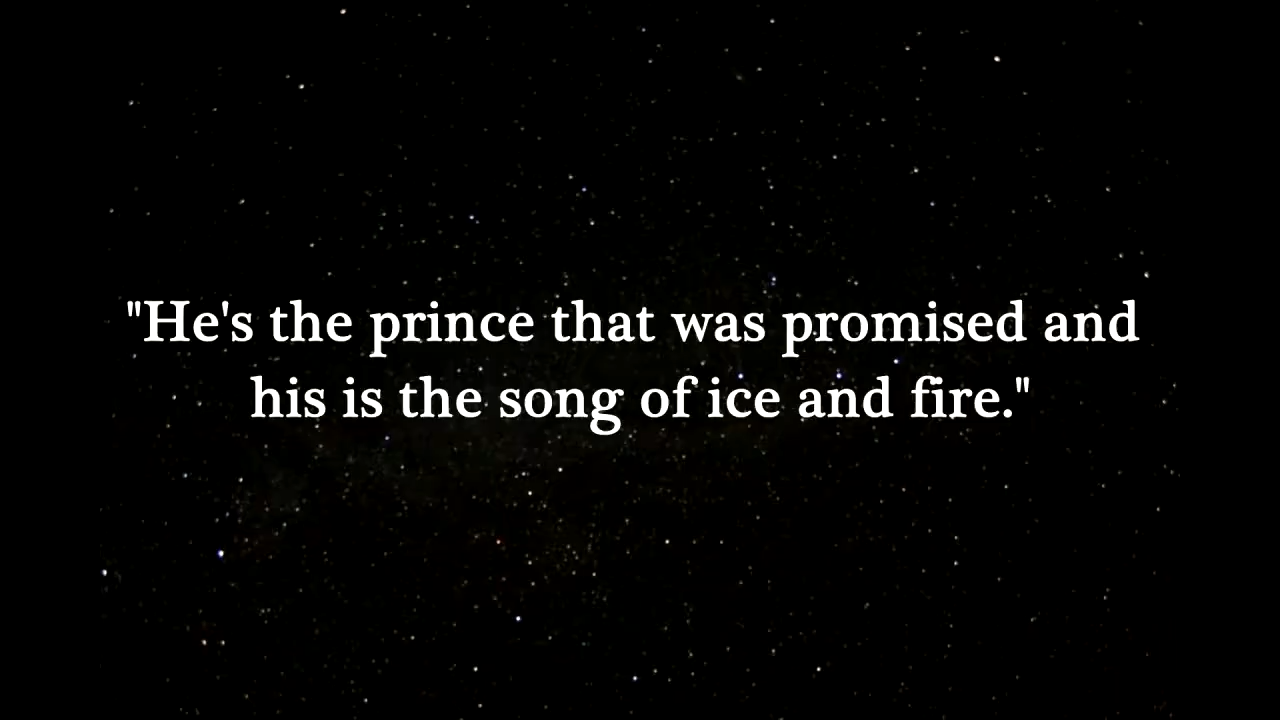 "He's the prince that was promised and
his is the song of ice and fire."